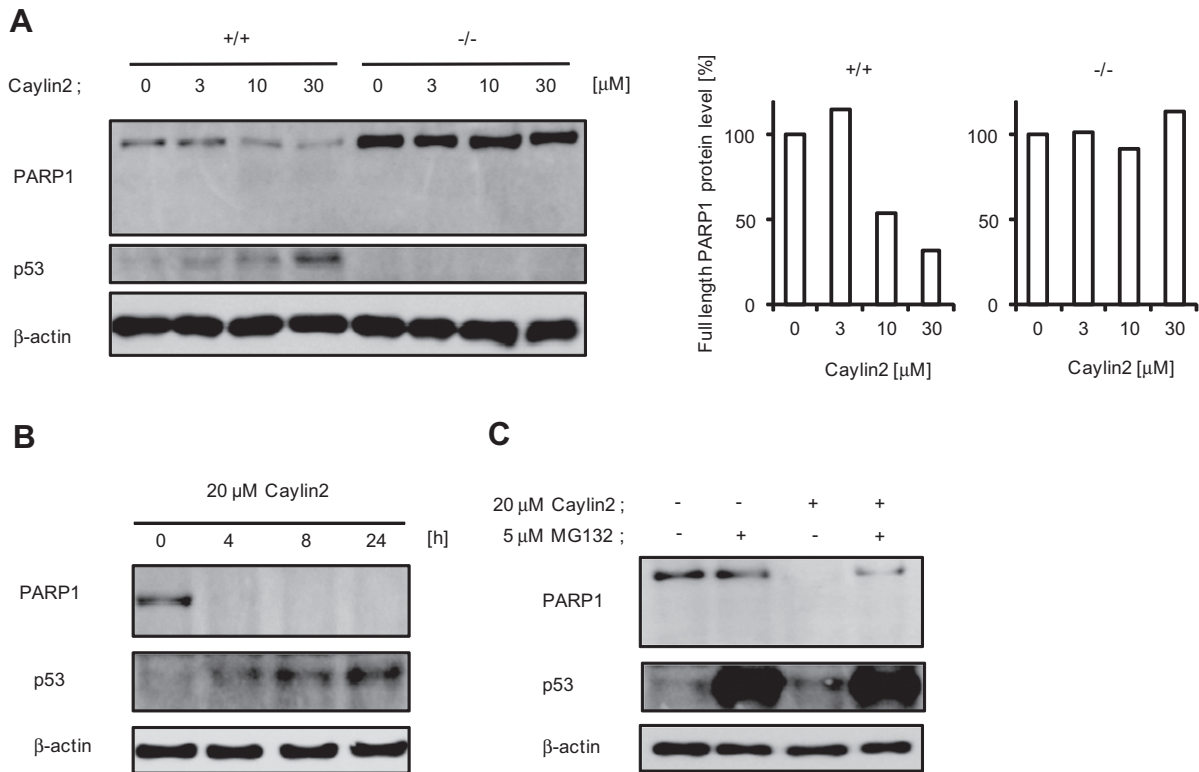 A
+/+ -/-
Caylin2 ; 0 3 10 30 0 3 10 30 [μM]
PARP1
p53
β-actin
Full length PARP1 protein level [%]
+/+
100
50
0
0 3 10 30
Caylin2 [μM]
-/-
100
50
0
0 3 10 30
Caylin2 [μM]
B
20 μM Caylin2
0 4 8 24 [h]
PARP1
p53
β-actin
C
20 μM Caylin2 ; - - + +
5 μM MG132 ; - + - +
PARP1
p53
β-actin